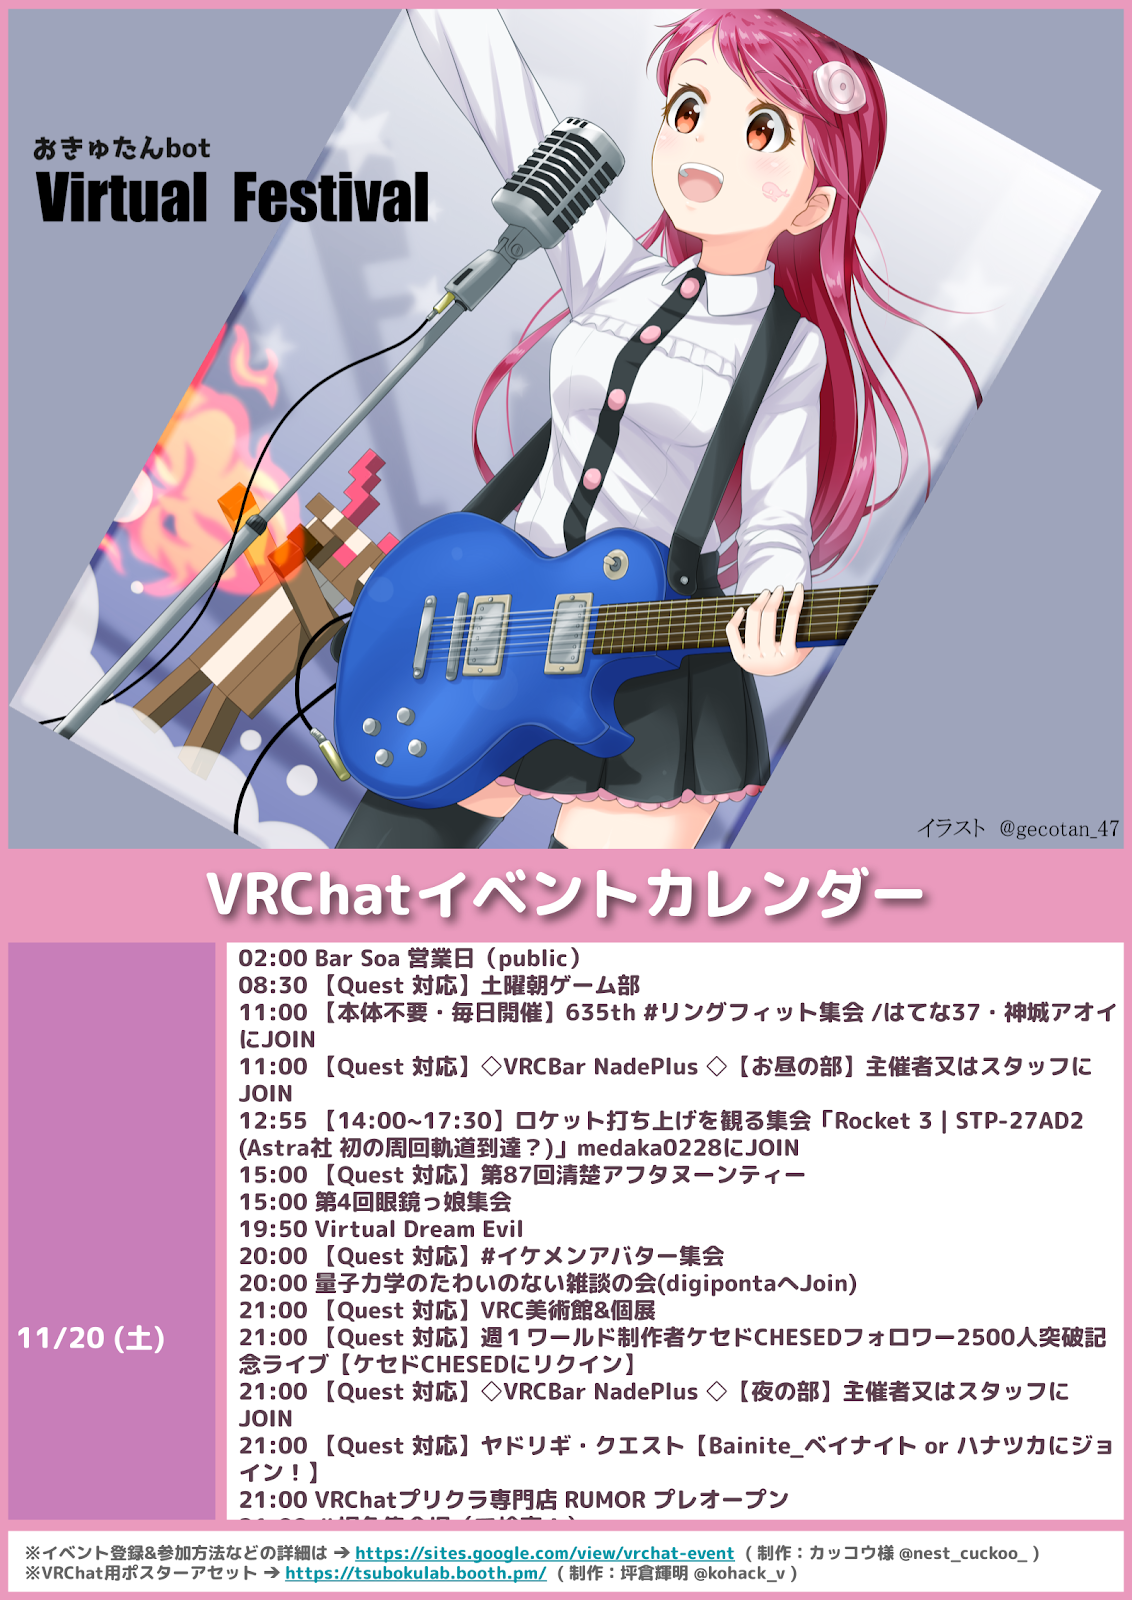 おきゅたんbot
Virtual Festival
イラスト @gecotan_47
VRChatイベントカレンダー
11/20 (土)
02:00 Bar Soa 営業日（public）
08:30 【Quest 対応】土曜朝ゲーム部
11:00 【本体不要・毎日開催】635th #リングフィット集会 /はてな37・神城アオイ
にJOIN
11:00 【Quest 対応】◇VRCBar NadePlus ◇【お昼の部】主催者又はスタッフに
JOIN
12:55 【14:00~17:30】ロケット打ち上げを観る集会「Rocket 3 | STP-27AD2
(Astra社 初の周回軌道到達？)」medaka0228にJOIN
15:00 【Quest 対応】第87回清楚アフタヌーンティー
15:00 第4回眼鏡っ娘集会
19:50 Virtual Dream Evil
20:00 【Quest 対応】#イケメンアバター集会
20:00 量子力学のたわいのない雑談の会(digipontaへJoin)
21:00 【Quest 対応】VRC美術館&個展
21:00 【Quest 対応】週１ワールド制作者ケセドCHESEDフォロワー2500人突破記
念ライブ【ケセドCHESEDにリクイン】
21:00 【Quest 対応】◇VRCBar NadePlus ◇【夜の部】主催者又はスタッフに
JOIN
21:00 【Quest 対応】ヤドリギ・クエスト【Bainite_ベイナイト or ハナツカにジョ
イン！】
21:00 VRChatプリクラ専門店 RUMOR プレオープン
※イベント登録&参加方法などの詳細は ➔ https://sites.google.com/view/vrchat-event （ 制作：カッコウ様 @nest_cuckoo_ ）
※VRChat用ポスターアセット ➔ https://tsubokulab.booth.pm/ （ 制作：坪倉輝明 @kohack_v ）